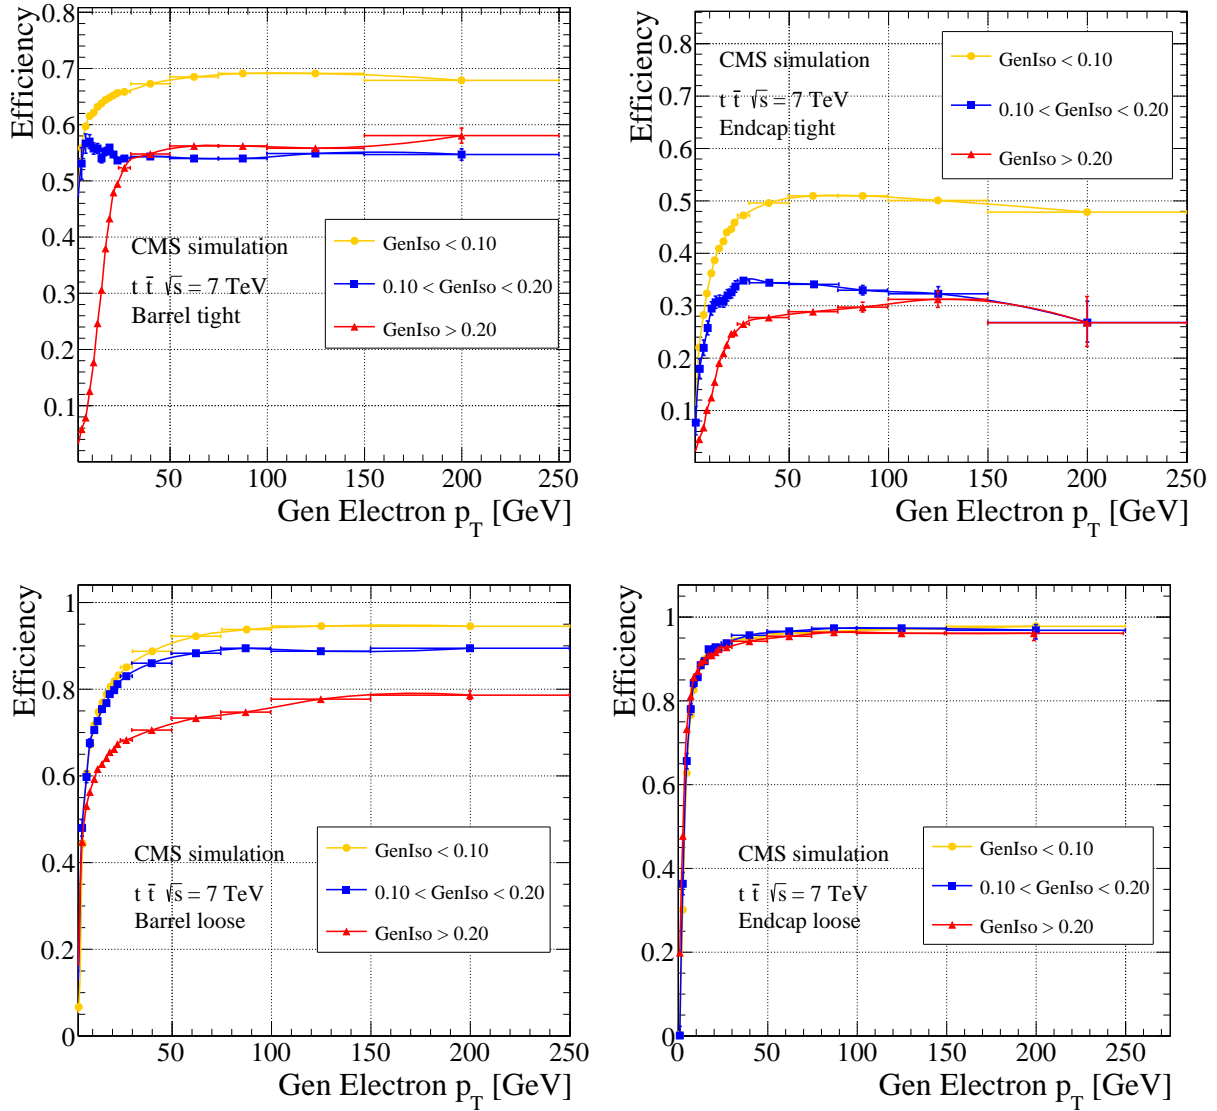 Efficiency
0.8
0.7
0.6
0.5
0.4
0.3
0.2
0.1
CMS simulation
t t̄ √s = 7 TeV
Barrel tight
GenIso < 0.10
0.10 < GenIso < 0.20
GenIso > 0.20
50 100 150 200 250
Gen Electron p_T [GeV]
Efficiency
0.8
0.7
0.6
0.5
0.4
0.3
0.2
0.1
CMS simulation
t t̄ √s = 7 TeV
Endcap tight
GenIso < 0.10
0.10 < GenIso < 0.20
GenIso > 0.20
50 100 150 200 250
Gen Electron p_T [GeV]
Efficiency
1
0.8
0.6
0.4
0.2
0
CMS simulation
t t̄ √s = 7 TeV
Barrel loose
GenIso < 0.10
0.10 < GenIso < 0.20
GenIso > 0.20
50 100 150 200 250
Gen Electron p_T [GeV]
Efficiency
1
0.8
0.6
0.4
0.2
0
CMS simulation
t t̄ √s = 7 TeV
Endcap loose
GenIso < 0.10
0.10 < GenIso < 0.20
GenIso > 0.20
0 50 100 150 200 250
Gen Electron p_T [GeV]